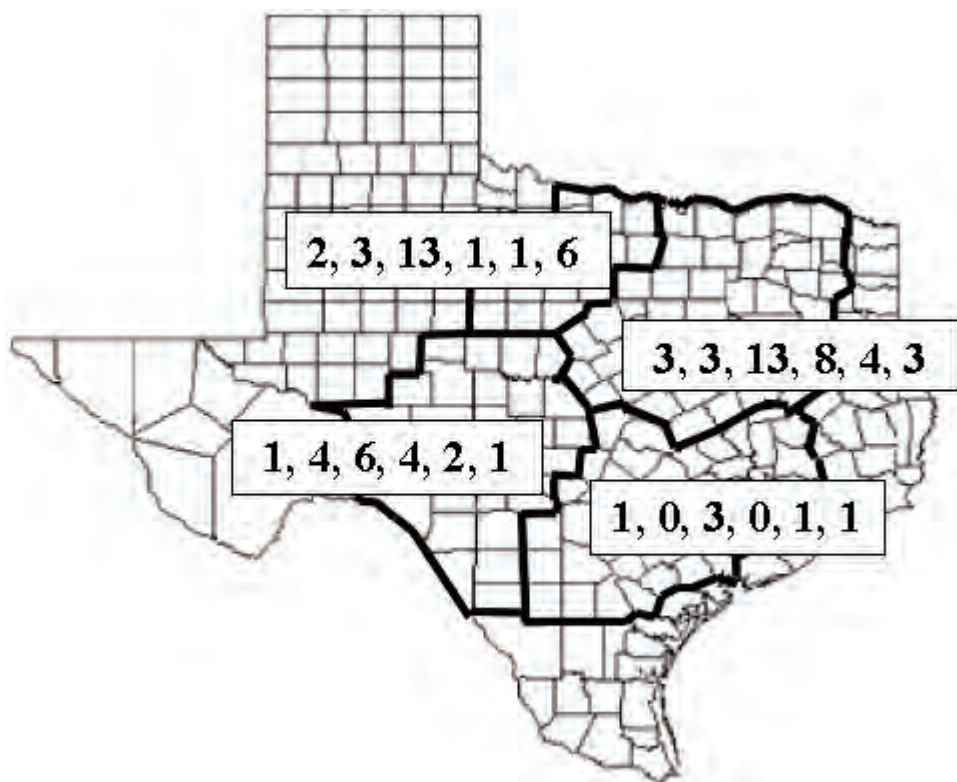 2, 3, 13, 1, 1, 6
3, 3, 13, 8, 4, 3
1, 4, 6, 4, 2, 1
1, 0, 3, 0, 1, 1